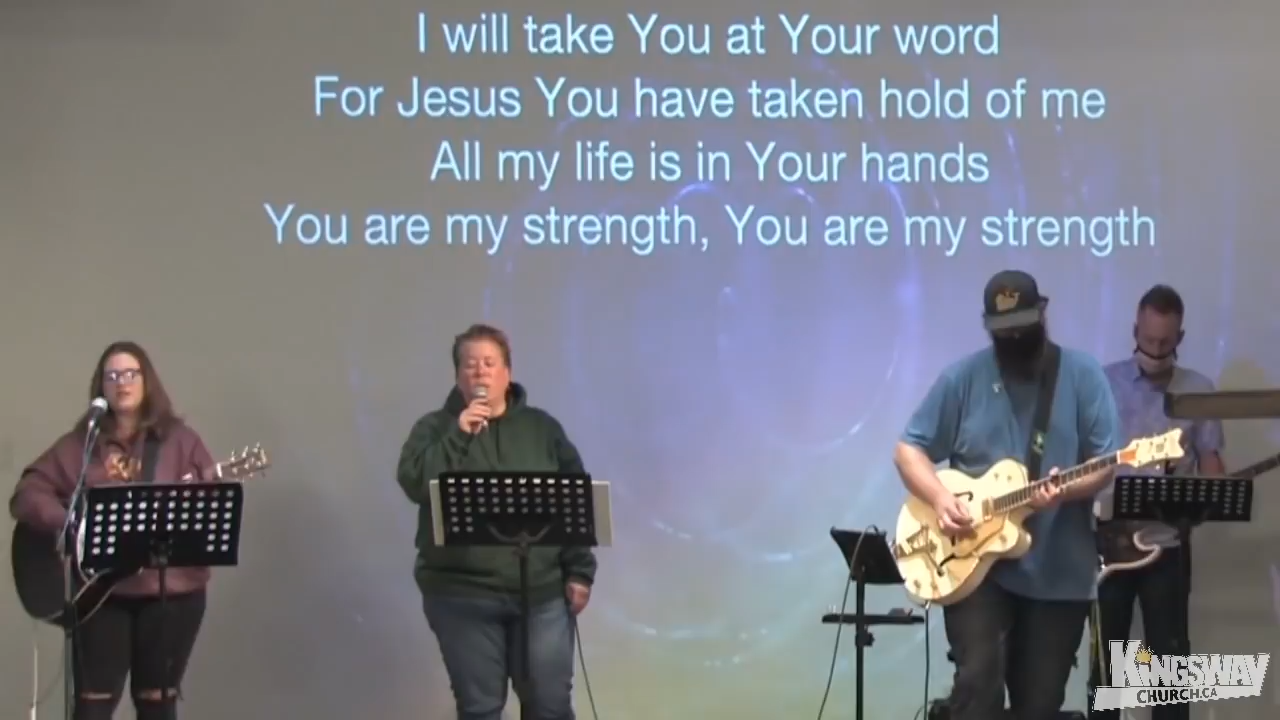 I will take You at Your word
For Jesus You have taken hold of me
All my life is in Your hands
You are my strength, You are my strength
KINGSWAY
CHURCH.CA